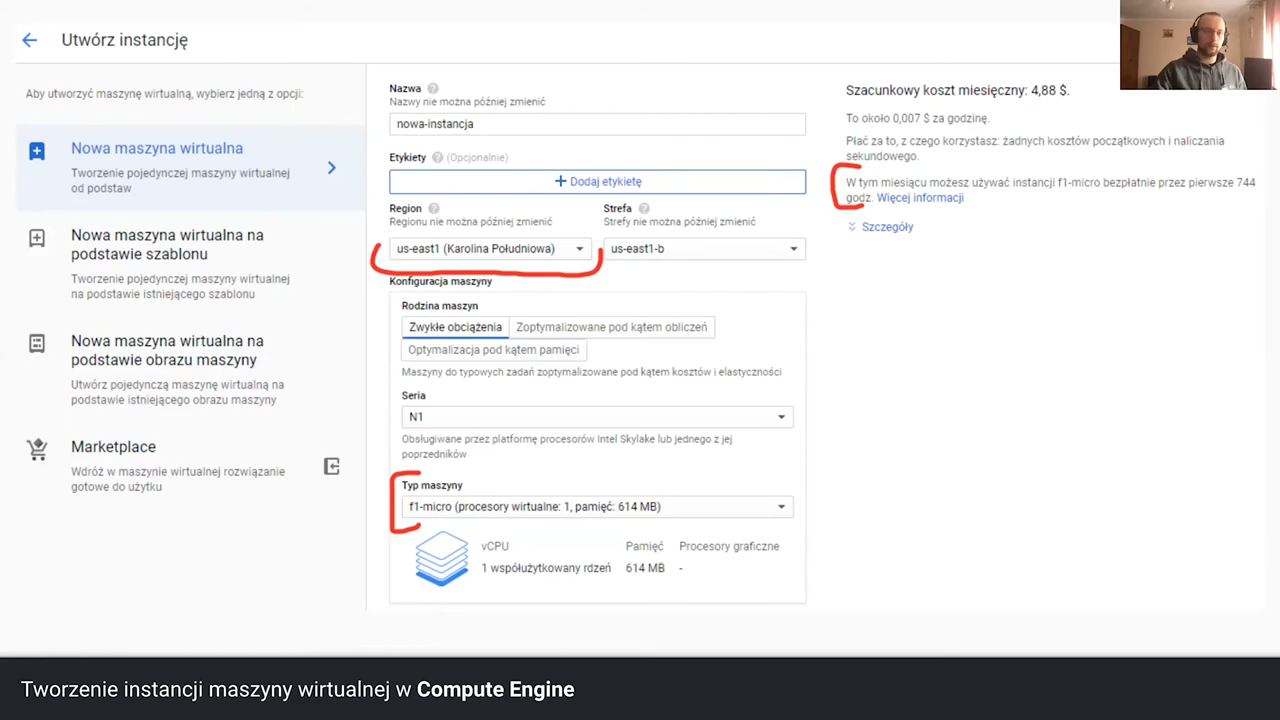 Utwórz instancję
Aby utworzyć maszynę wirtualną, wybierz jedną z opcji:
Nowa maszyna wirtualna
Tworzenie pojedynczej maszyny wirtualnej
od podstaw
Nowa maszyna wirtualna na
podstawie szablonu
Tworzenie pojedynczej maszyny wirtualnej
na podstawie istniejącego szablonu
Nowa maszyna wirtualna na
podstawie obrazu maszyny
Utwórz pojedynczą maszynę wirtualną na
podstawie istniejącego obrazu maszyny
Marketplace
Wdróż w maszynie wirtualnej rozwiązanie
gotowe do użytku
Nazwa
Nazwy nie można później zmienić
nowa-instancja
Etykiety (Opcjonalnie)
Dodaj etykietę
Region
Regionu nie można później zmienić
us-east1 (Karolina Południowa)
Strefa
Strefy nie można później zmienić
us-east1-b
Konfiguracja maszyny
Rodzina maszyn
Zwykłe obciążenia
Zoptymalizowane pod kątem obliczeń
Optymalizacja pod kątem pamięci
Maszyny do typowych zadań zoptymalizowane pod kątem kosztów i elastyczności
Seria
N1
Obsługiwane przez platformę procesorów Intel Skylake lub jednego z jej
poprzedników
Typ maszyny
f1-micro (procesory wirtualne: 1, pamięć: 614 MB)
vCPU Pamięć Procesory graficzne
1 współużytkowany rdzeń 614 MB -
Szacunkowy koszt miesięczny: 4,88 $.
To około 0,007 $ za godzinę.
Płać za to, z czego korzystasz: żadnych kosztów początkowych i naliczania
sekundowego.
W tym miesiącu możesz używać instancji f1-micro bezpłatnie przez pierwsze 744
godz. Więcej informacji
Szczegóły
Tworzenie instancji maszyny wirtualnej w Compute Engine